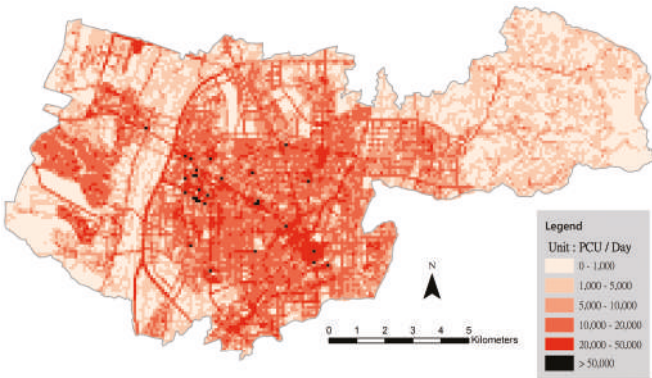 Legend
Unit : PCU / Day
0 - 1,000
1,000 - 5,000
5,000 - 10,000
10,000 - 20,000
20,000 - 50,000
> 50,000
N
0 1 2 3 4 5
Kilometers